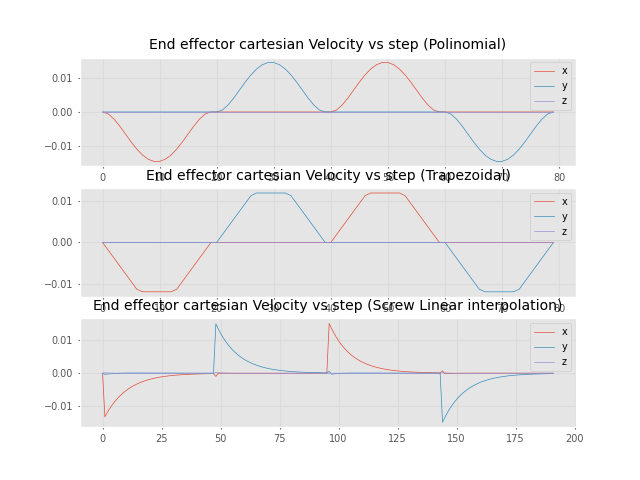 End effector cartesian Velocity vs step (Polinomial)
0.01
0.00
−0.01
x
y
z
0 10 20 30 40 50 60 70 80
End effector cartesian Velocity vs step (Trapezoidal)
0.01
0.00
−0.01
x
y
z
0 10 20 30 40 50 60 70 80
End effector cartesian Velocity vs step (Screw Linear interpolation)
0.01
0.00
−0.01
x
y
z
0 25 50 75 100 125 150 175 200